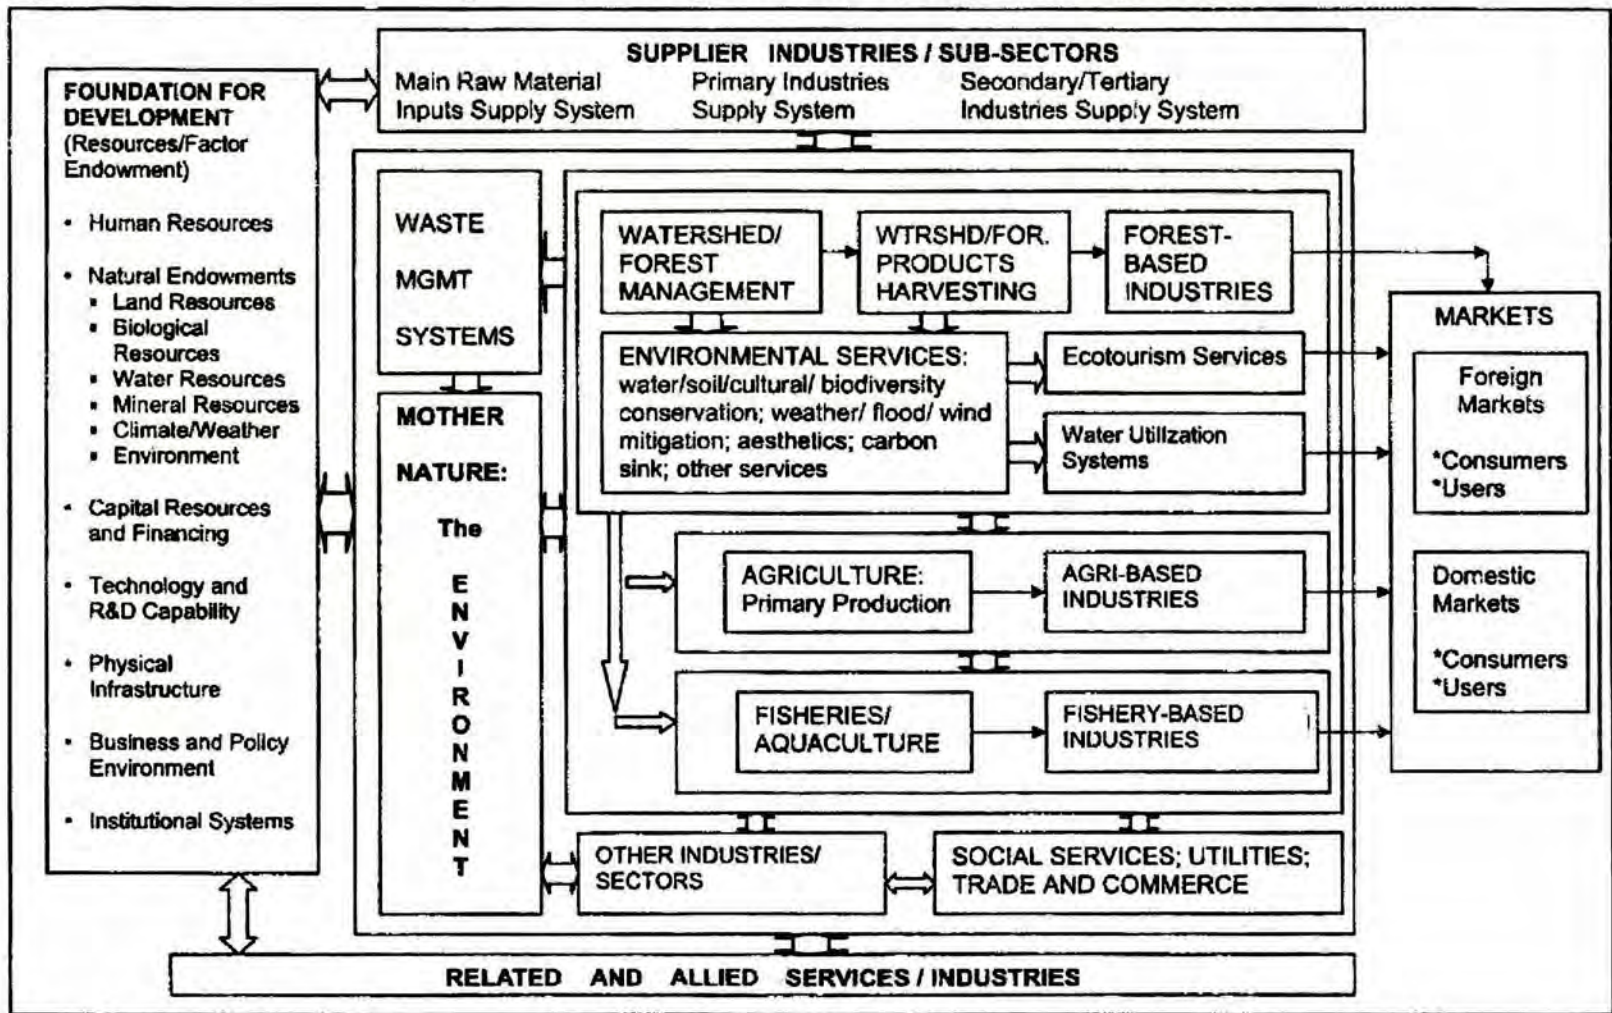 SUPPLIER INDUSTRIES / SUB-SECTORS
Main Raw Material
Inputs Supply System
Primary Industries
Supply System
Secondary/Tertiary
Industries Supply System
FOUNDATION FOR
DEVELOPMENT
(Resources/Factor
Endowment)
• Human Resources
• Natural Endowments
▪ Land Resources
▪ Biological
Resources
▪ Water Resources
▪ Mineral Resources
▪ Climate/Weather
▪ Environment
• Capital Resources
and Financing
• Technology and
R&D Capability
• Physical
Infrastructure
• Business and Policy
Environment
• Institutional Systems
WASTE
MGMT
SYSTEMS
MOTHER
NATURE:
The
E
N
V
I
R
O
N
M
E
N
T
WATERSHED/
FOREST
MANAGEMENT
WTRSHD/FOR.
PRODUCTS
HARVESTING
FOREST-
BASED
INDUSTRIES
ENVIRONMENTAL SERVICES:
water/soil/cultural/ biodiversity
conservation; weather/ flood/ wind
mitigation; aesthetics; carbon
sink; other services
Ecotourism Services
Water Utilzation
Systems
AGRICULTURE:
Primary Production
AGRI-BASED
INDUSTRIES
FISHERIES/
AQUACULTURE
FISHERY-BASED
INDUSTRIES
OTHER INDUSTRIES/
SECTORS
SOCIAL SERVICES; UTILITIES;
TRADE AND COMMERCE
MARKETS
Foreign
Markets
*Consumers
*Users
Domestic
Markets
*Consumers
*Users
RELATED AND ALLIED SERVICES / INDUSTRIES